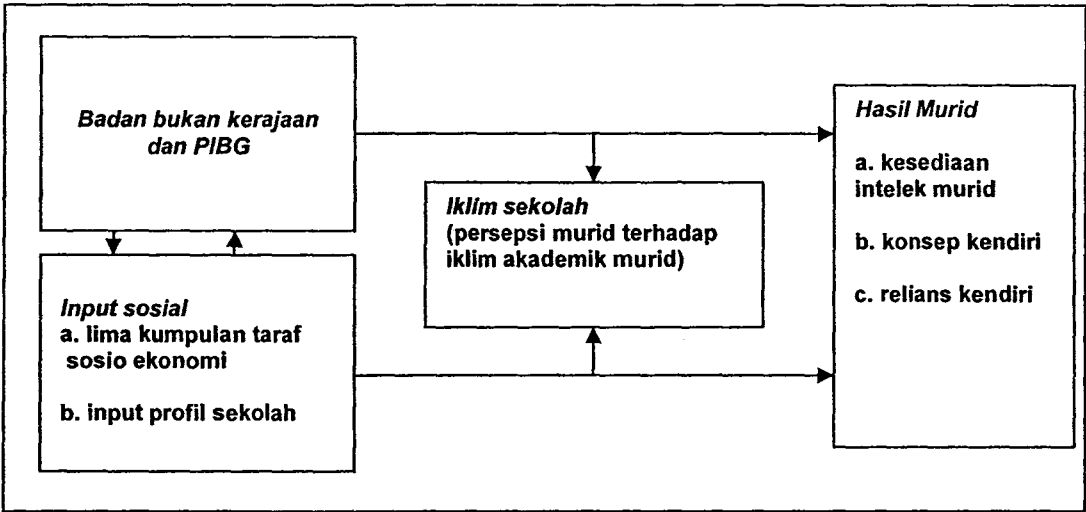 Badan bukan kerajaan
dan PIBG
Input sosial
a. lima kumpulan taraf
sosio ekonomi
b. input profil sekolah
Iklim sekolah
(persepsi murid terhadap
iklim akademik murid)
Hasil Murid
a. kesediaan
intelek murid
b. konsep kendiri
c. relians kendiri